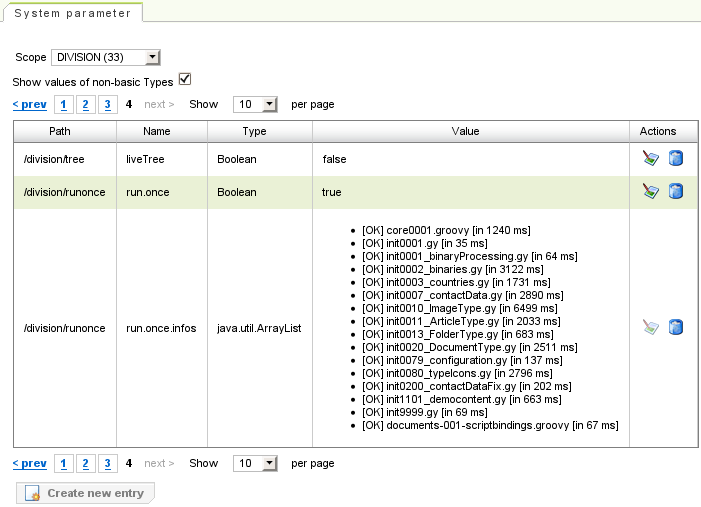 System parameter
Scope DIVISION (33)
Show values of non-basic Types
< prev 1 2 3 4 next > Show 10 per page
Path Name Type Value Actions
/division/tree liveTree Boolean false
/division/runonce run.once Boolean true
/division/runonce run.once.infos java.util.ArrayList
[OK] core0001.groovy [in 1240 ms]
[OK] init0001.gy [in 35 ms]
[OK] init0001_binaryProcessing.gy [in 64 ms]
[OK] init0002_binaries.gy [in 3122 ms]
[OK] init0003_countries.gy [in 1731 ms]
[OK] init0007_contactData.gy [in 2890 ms]
[OK] init0010_ImageType.gy [in 6499 ms]
[OK] init0011_ArticleType.gy [in 2033 ms]
[OK] init0013_FolderType.gy [in 683 ms]
[OK] init0020_DocumentType.gy [in 2511 ms]
[OK] init0079_configuration.gy [in 137 ms]
[OK] init0080_typeIcons.gy [in 2796 ms]
[OK] init0200_contactDataFix.gy [in 202 ms]
[OK] init1101_democontent.gy [in 663 ms]
[OK] init9999.gy [in 69 ms]
[OK] documents-001-scriptbindings.groovy [in 67 ms]
< prev 1 2 3 4 next > Show 10 per page
Create new entry